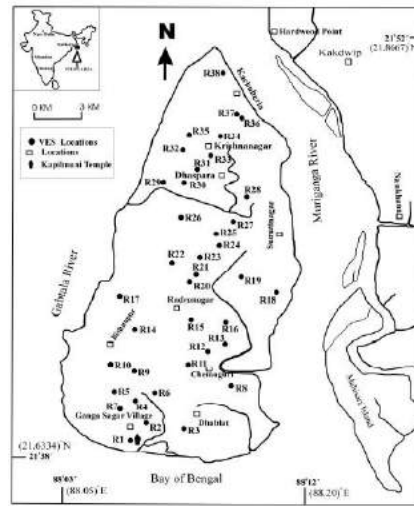 Hardwood Point
21°52'
(21.8667)N
Kakdwip
N
R38
Kachuberia
0 KM 3 KM
R37
R36
VES Locations
Locations
Kapilmuni Temple
R35
R34
Krishnanagar
R32
R33
R31
Dhaspara
R29
R30
R28
Muriganga River
R26
R27
Sumatinagar
R25
R24
R22
R23
R21
R20
R19
R18
Gabtala River
R17
Rudranagar
R14
R15
R16
R13
R12
R10
R9
R11
Chemaguri
R8
R5
R6
R7
R4
Ganga Sagar Village
R2
R3
Dhablat
R1
(21.6334)°N
21°38'
Bay of Bengal
88°03'
(88.05)°E
88°12'
(88.20)°E